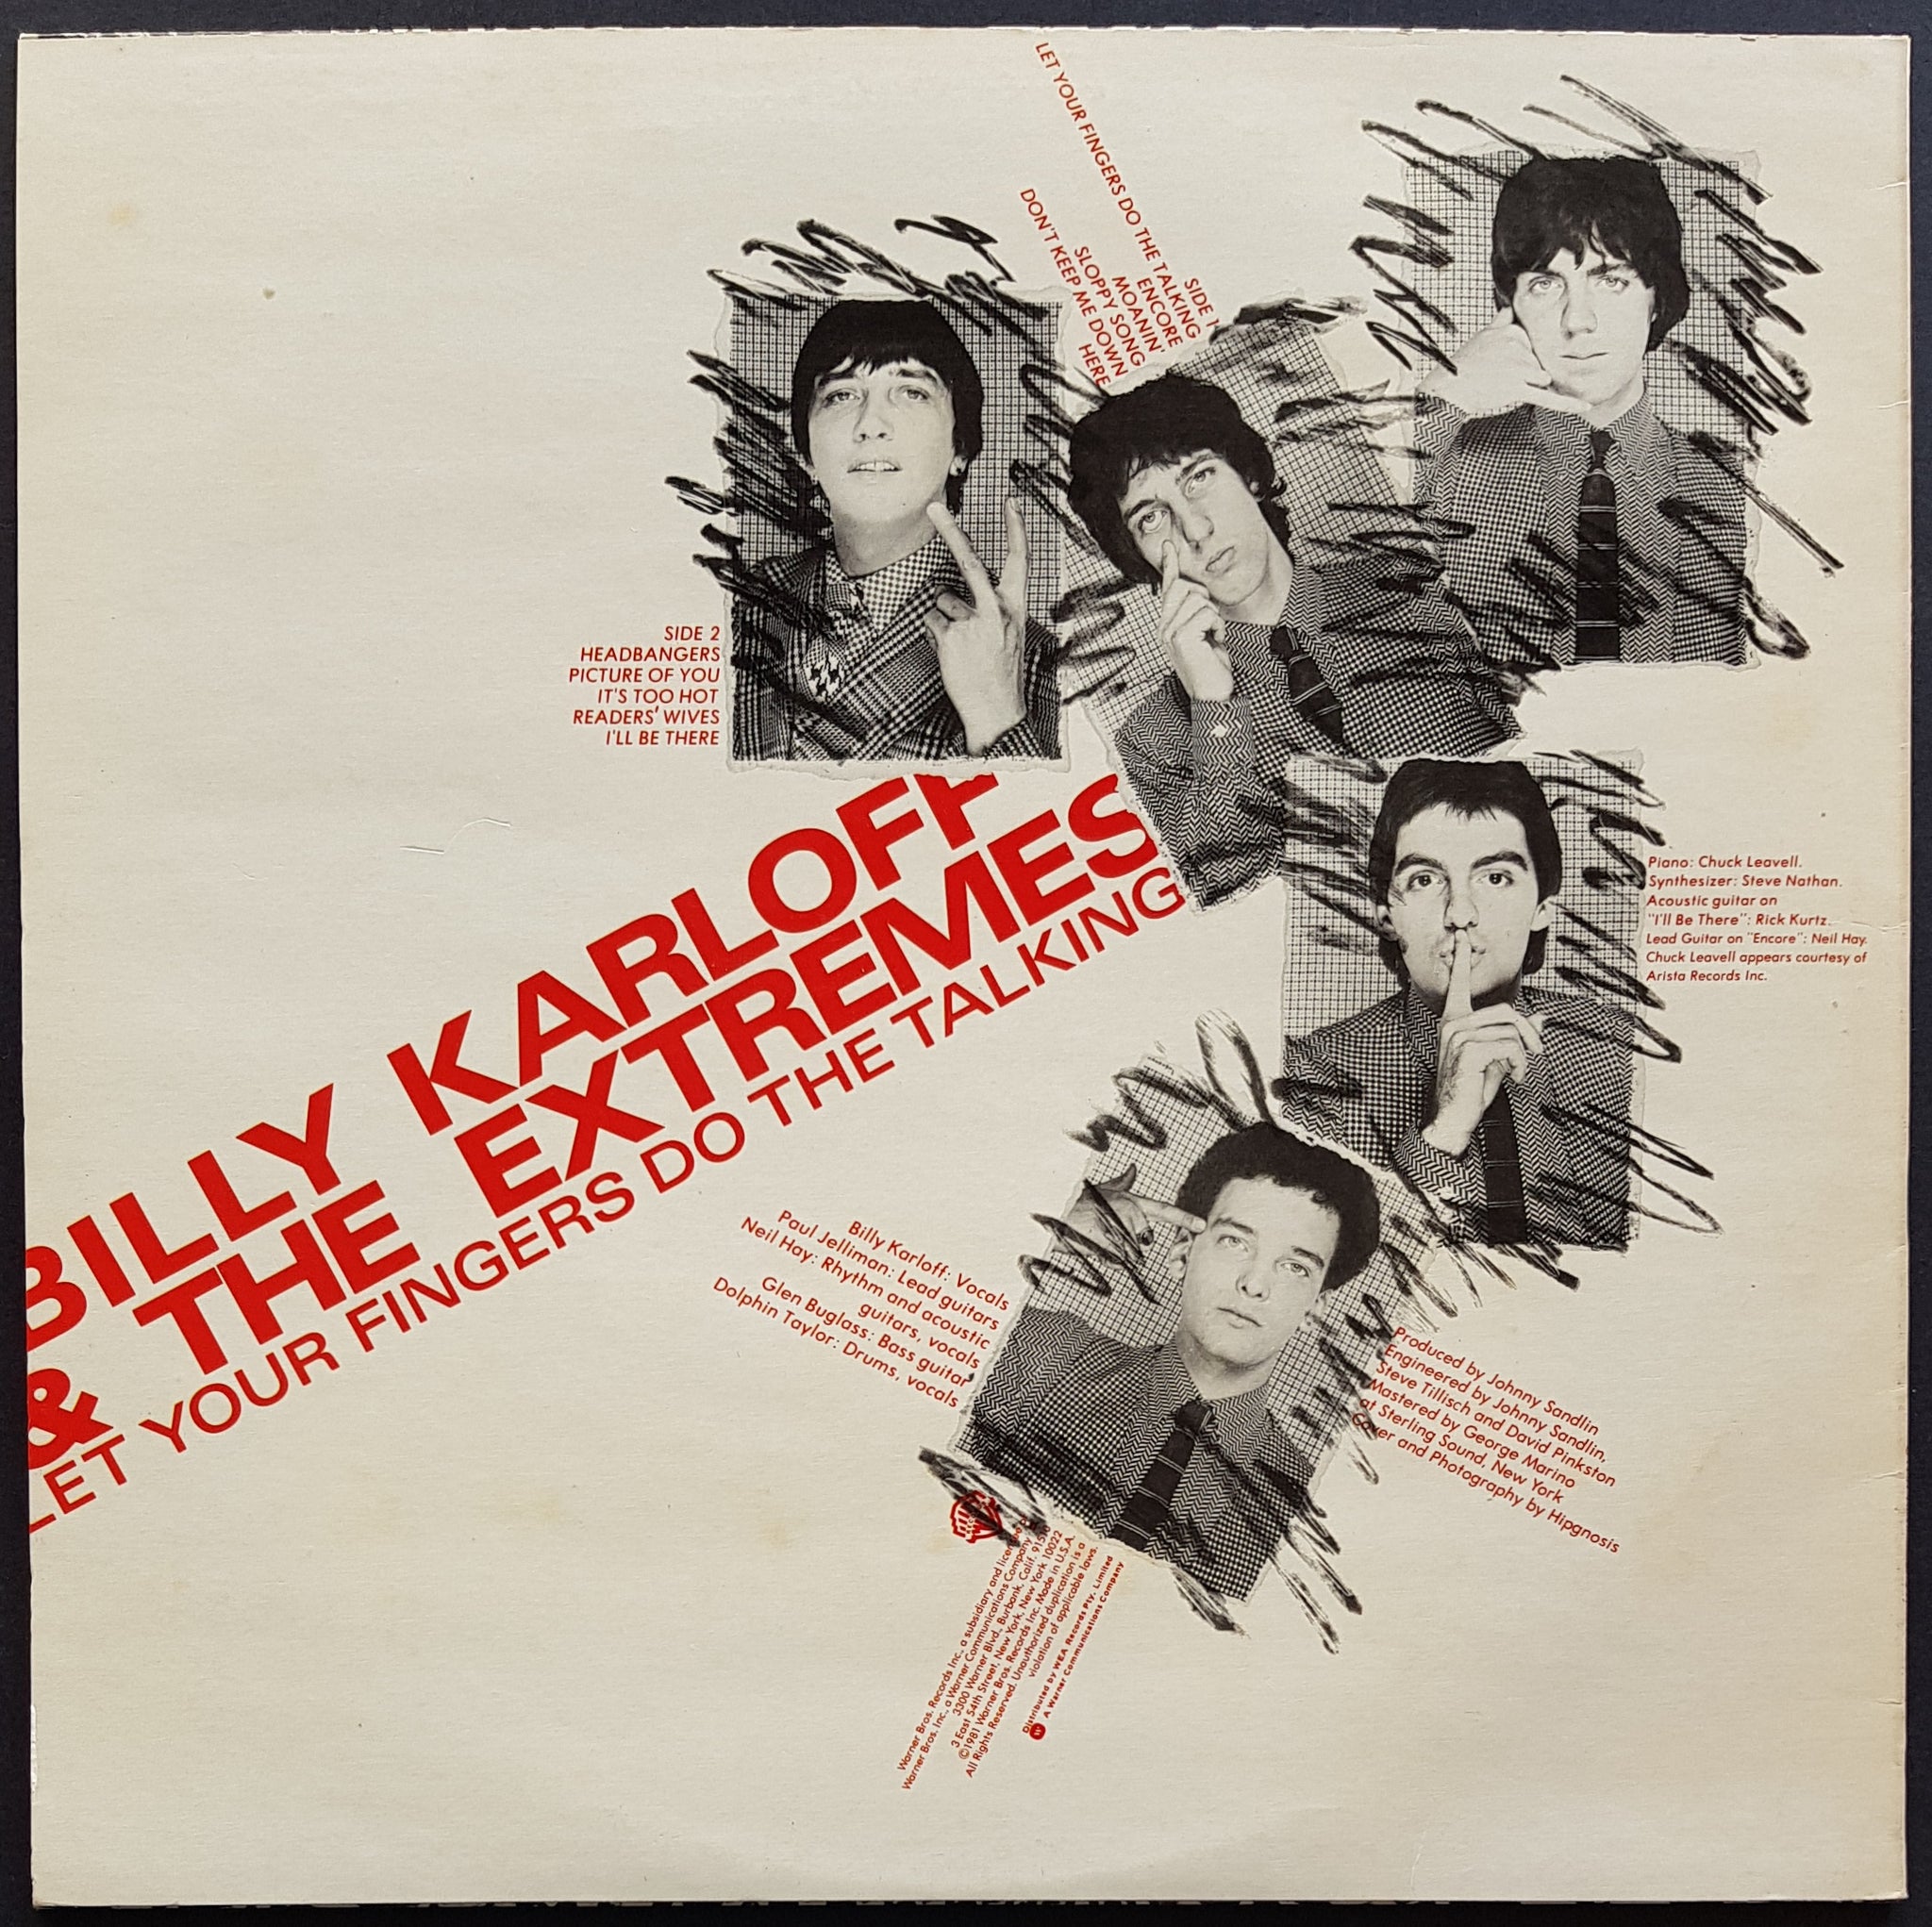 LET YOUR FINGERS DO THE TALKING
SIDE 1
ENCORE
MOANIN'
SLOPPY SONG
DON'T KEEP ME DOWN
HERE
SIDE 2
HEADBANGERS
PICTURE OF YOU
IT'S TOO HOT
READERS' WIVES
I'LL BE THERE
BILLY KARLOFF
& THE EXTREMES
LET YOUR FINGERS DO THE TALKING
Piano: Chuck Leavell.
Synthesizer: Steve Nathan.
Acoustic guitar on
"I'll Be There": Rick Kurtz.
Lead Guitar on "Encore": Neil Hay.
Chuck Leavell appears courtesy of
Arista Records Inc.
Billy Karloff: Vocals
Paul Jelliman: Lead guitars
Neil Hay: Rhythm and acoustic
guitars, vocals
Glen Buglass: Bass guitar
Dolphin Taylor: Drums, vocals
Produced by Johnny Sandlin
Engineered by Johnny Sandlin,
Steve Tillisch and David Pinkston
Mastered by George Marino
at Sterling Sound, New York
Cover and Photography by Hipgnosis
Warner Bros. Records Inc., a subsidiary and
Warner Bros. Inc., a Warner Communications Company
3300 Warner Blvd., Burbank, Calif. 91510
3 East 54th Street, New York, New York 10022
©1981 Warner Bros. Records Inc. Made in U.S.A.
All Rights Reserved. Unauthorized duplication is a
violation of applicable laws.
Distributed by WEA Records Pty. Limited
A Warner Communications Company